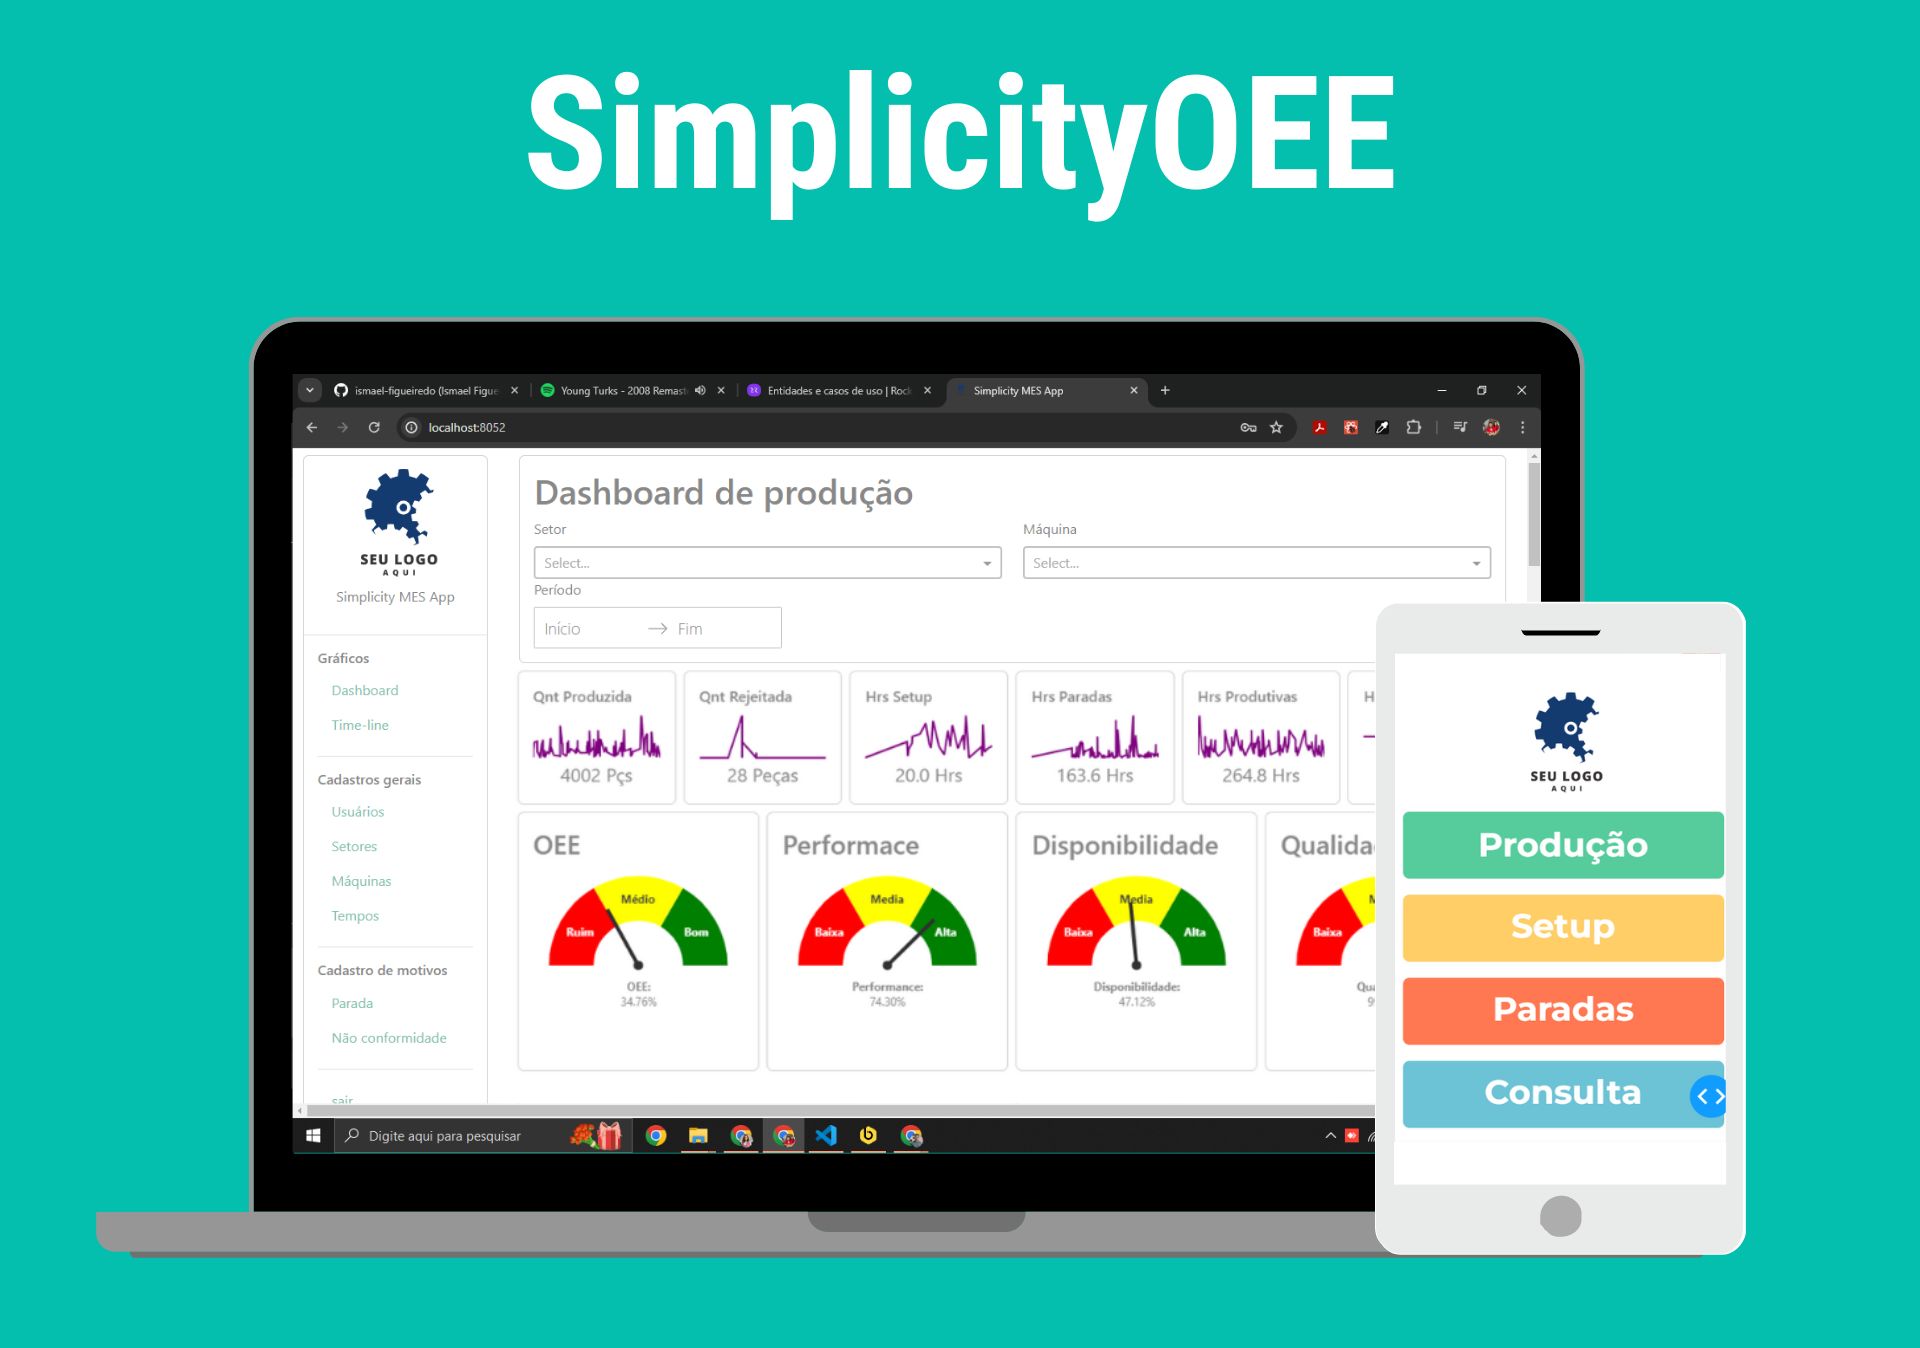 SimplicityOEE
ismael-figueiredo (Ismael Figue
Young Turks - 2008 Remast
Entidades e casos de uso | Rock
Simplicity MES App
localhost:8052
SEU LOGO
AQUI
Simplicity MES App
Gráficos
Dashboard
Time-line
Cadastros gerais
Usuários
Setores
Máquinas
Tempos
Cadastro de motivos
Parada
Não conformidade
sair
Dashboard de produção
Setor
Máquina
Select...
Select...
Período
Início
Fim
Qnt Produzida
4002 Pçs
Qnt Rejeitada
28 Peças
Hrs Setup
20.0 Hrs
Hrs Paradas
163.6 Hrs
Hrs Produtivas
264.8 Hrs
H
OEE
Ruim
Médio
Bom
OEE:
34.76%
Performace
Baixa
Media
Alta
Performance:
74.30%
Disponibilidade
Baixa
Media
Alta
Disponibilidade:
47.12%
Qualida
Baixa
M
Qu
9
Digite aqui para pesquisar
SEU LOGO
AQUI
Produção
Setup
Paradas
Consulta